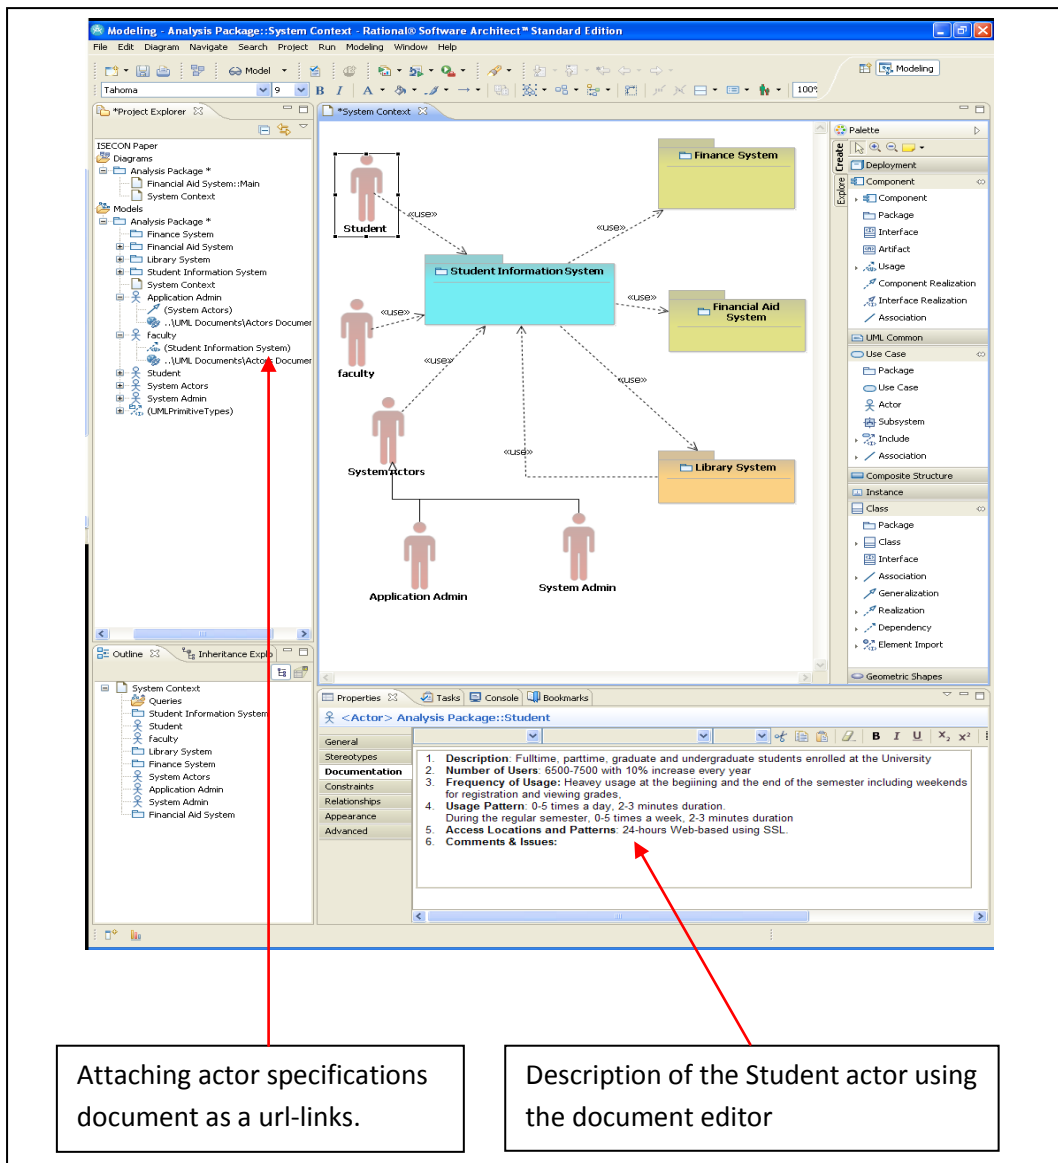 Modeling - Analysis Package::System Context - Rational® Software Architect™ Standard Edition
File Edit Diagram Navigate Search Project Run Modeling Window Help
Model
Modeling
Tahoma 9 B I A 100%
*Project Explorer
ISECON Paper
Diagrams
Analysis Package *
Financial Aid System::Main
System Context
Models
Analysis Package *
Finance System
Financial Aid System
Library System
Student Information System
System Context
Application Admin
(System Actors)
..\UML Documents\Actors Documer
faculty
(Student Information System)
..\UML Documents\Actors Documer
Student
System Actors
System Admin
(UMLPrimitiveTypes)
*System Context
Student
«use»
Finance System
«use»
Student Information System
faculty
«use»
«use»
Financial Aid
System
«use»
System Actors
«use»
«use»
Library System
Application Admin
System Admin
Palette
Create
Explore
Deployment
Component
Component
Package
Interface
Artifact
Usage
Component Realization
Interface Realization
Association
UML Common
Use Case
Package
Use Case
Actor
Subsystem
Include
Association
Composite Structure
Instance
Class
Package
Class
Interface
Association
Generalization
Realization
Dependency
Element Import
Geometric Shapes
Outline Inheritance Explo
System Context
Queries
Student Information System
Student
faculty
Library System
Finance System
System Actors
Application Admin
System Admin
Financial Aid System
Properties Tasks Console Bookmarks
<Actor> Analysis Package::Student
General
Stereotypes
Documentation
Constraints
Relationships
Appearance
Advanced
B I U X₂ X²
1. Description: Fulltime, parttime, graduate and undergraduate students enrolled at the University
2. Number of Users: 6500-7500 with 10% increase every year
3. Frequency of Usage: Heavey usage at the begiining and the end of the semester including weekends
for registration and viewing grades,
4. Usage Pattern: 0-5 times a day, 2-3 minutes duration.
During the regular semester, 0-5 times a week, 2-3 minutes duration
5. Access Locations and Patterns: 24-hours Web-based using SSL.
6. Comments & Issues:
Attaching actor specifications
document as a url-links.
Description of the Student actor using
the document editor